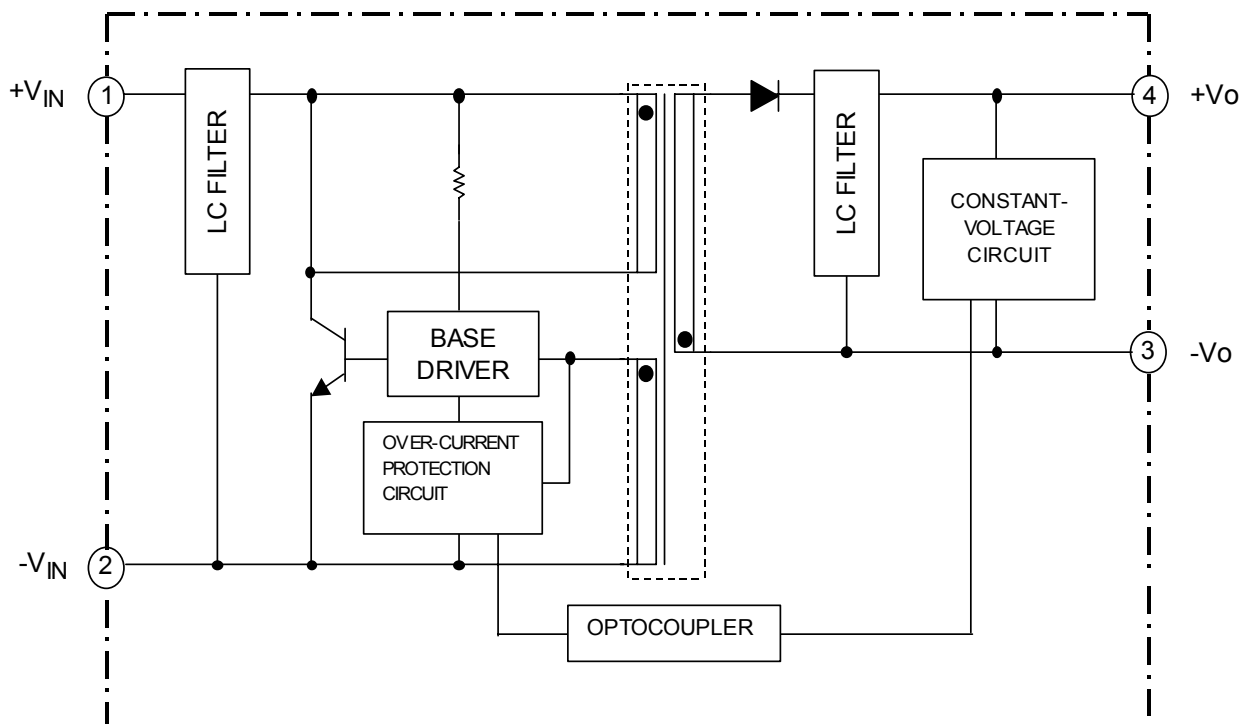 +VIN
1
LC FILTER
LC FILTER
4
+Vo
CONSTANT-
VOLTAGE
CIRCUIT
BASE
DRIVER
3
-Vo
OVER-CURRENT
PROTECTION
CIRCUIT
-VIN
2
OPTOCOUPLER